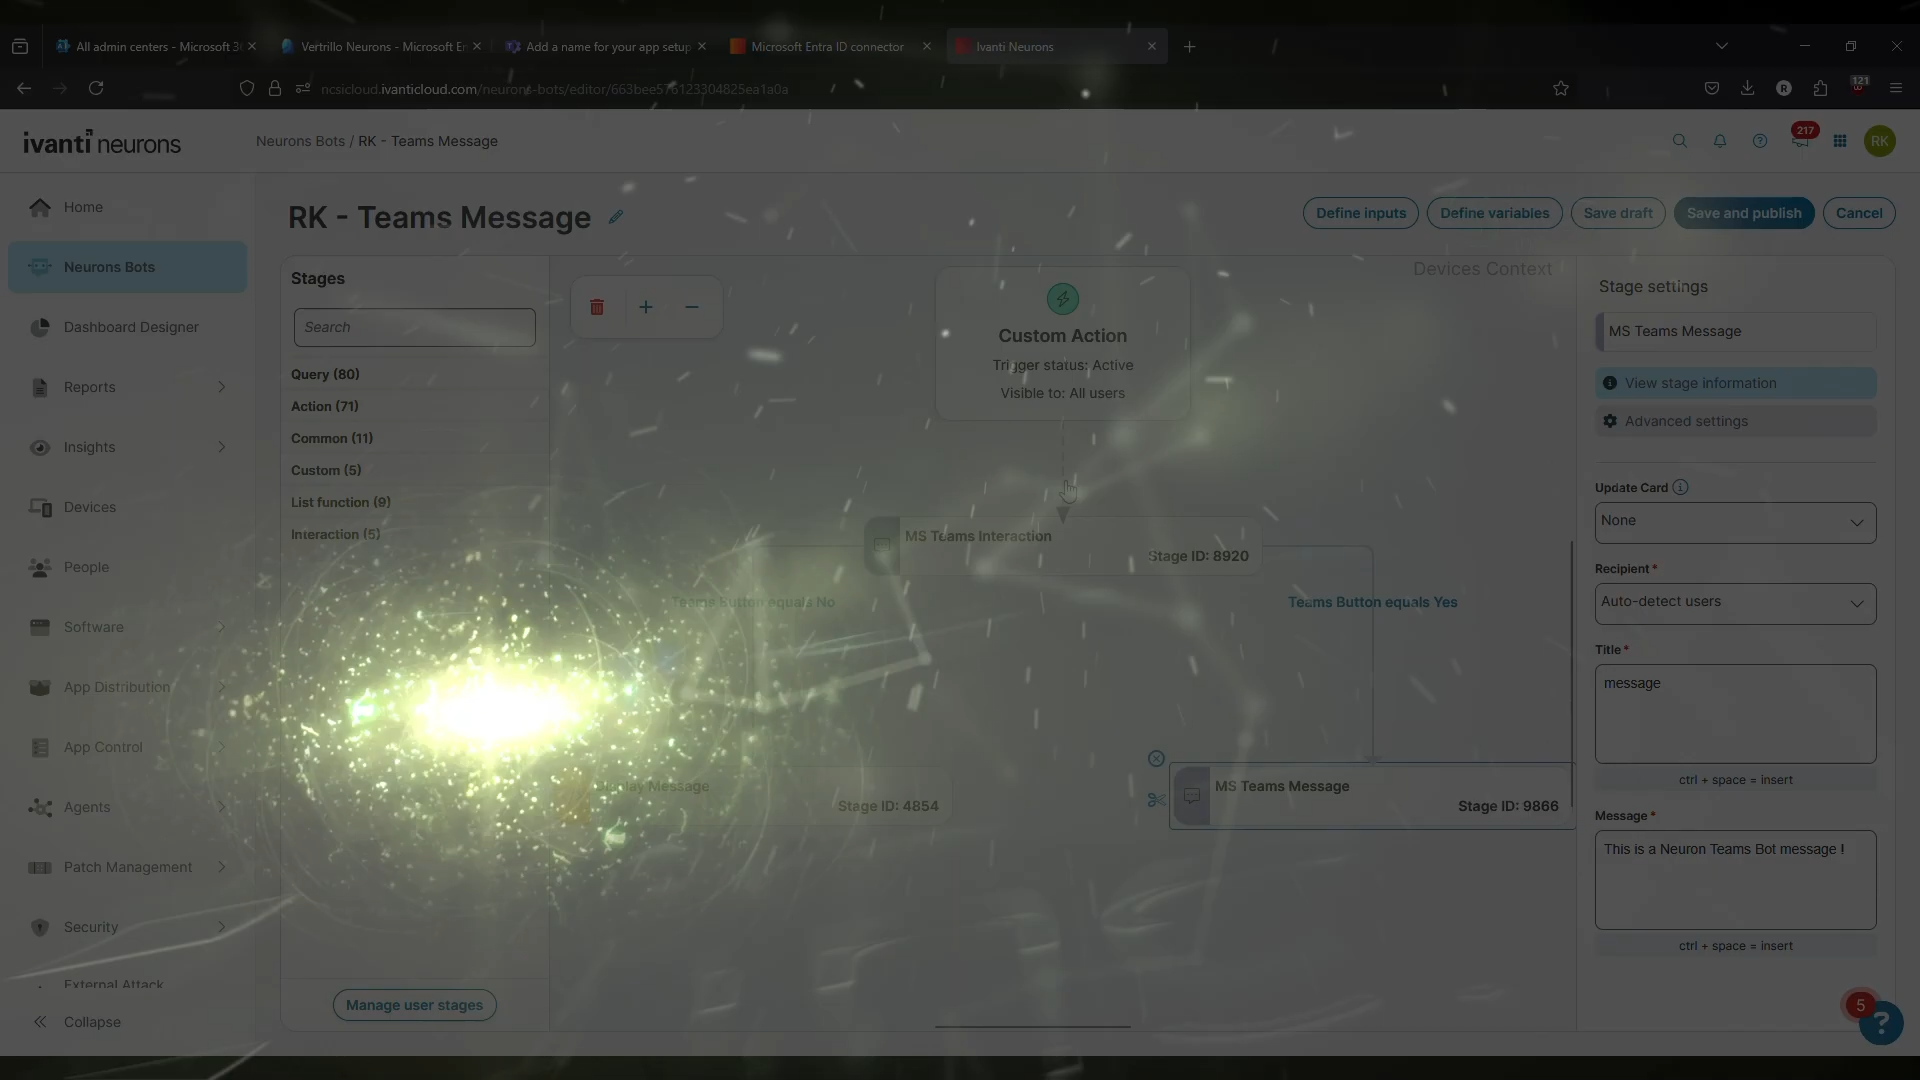 All admin centers - Microsoft 3
Vertrillo Neurons - Microsoft En
Add a name for your app setup
Microsoft Entra ID connector
Ivanti Neurons
ncsicloud.ivanticloud.com/neurons-bots/editor/663bee576123304825ea1a0a
R
121
ivanti neurons
Neurons Bots / RK - Teams Message
217
RK
Home
Neurons Bots
Dashboard Designer
Reports
Insights
Devices
People
Software
App Distribution
App Control
Agents
Patch Management
Security
External Attack
Collapse
RK - Teams Message
Define inputs
Define variables
Save draft
Save and publish
Cancel
Stages
Search
Query (80)
Action (71)
Common (11)
Custom (5)
List function (9)
Interaction (5)
Manage user stages
Devices Context
Custom Action
Trigger status: Active
Visible to: All users
MS Teams Interaction
Stage ID: 8920
Teams Button equals No
Teams Button equals Yes
Display Message
Stage ID: 4854
MS Teams Message
Stage ID: 9866
Stage settings
MS Teams Message
View stage information
Advanced settings
Update Card
None
Recipient *
Auto-detect users
Title *
message
ctrl + space = insert
Message *
This is a Neuron Teams Bot message !
ctrl + space = insert
5
?